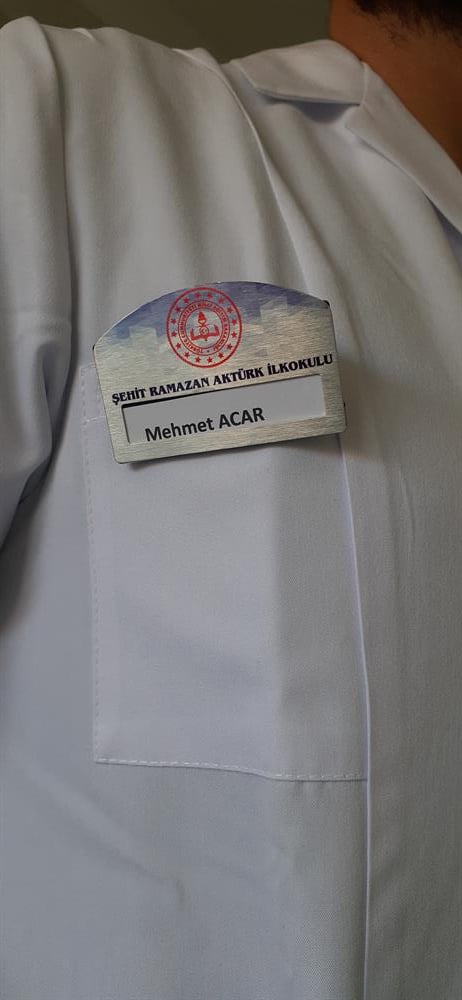 ŞEHİT RAMAZAN AKTÜRK İLKOKULU
Mehmet ACAR